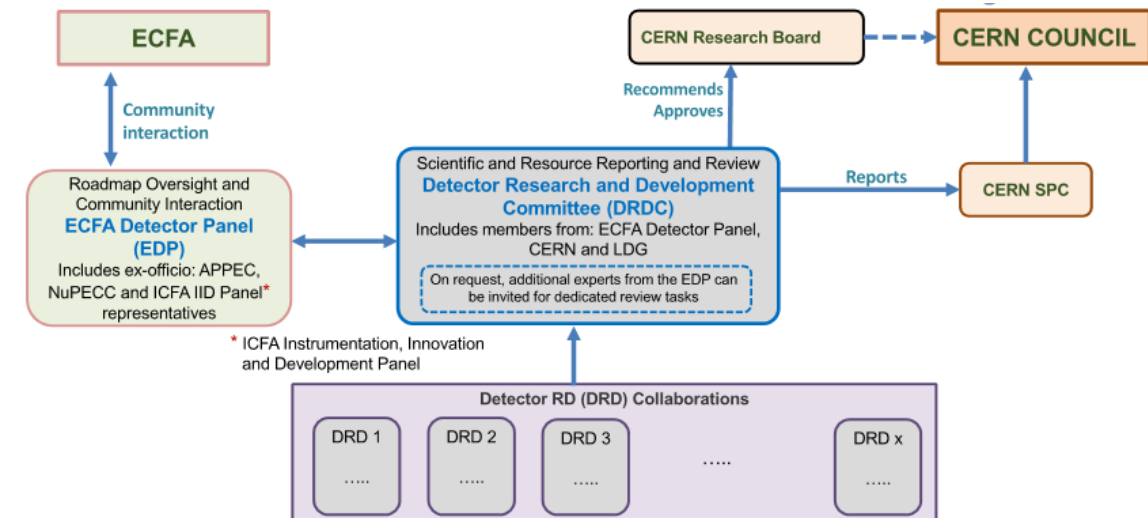 ECFA
CERN Research Board
CERN COUNCIL
Community
interaction
Recommends
Approves
Roadmap Oversight and
Community Interaction
ECFA Detector Panel
(EDP)
Includes ex-officio: APPEC,
NuPECC and ICFA IID Panel*
representatives
Scientific and Resource Reporting and Review
Detector Research and Development
Committee (DRDC)
Includes members from: ECFA Detector Panel,
CERN and LDG
On request, additional experts from the EDP can
be invited for dedicated review tasks
Reports
CERN SPC
* ICFA Instrumentation, Innovation
and Development Panel
Detector RD (DRD) Collaborations
DRD 1
.....
DRD 2
.....
DRD 3
.....
.....
DRD x
.....